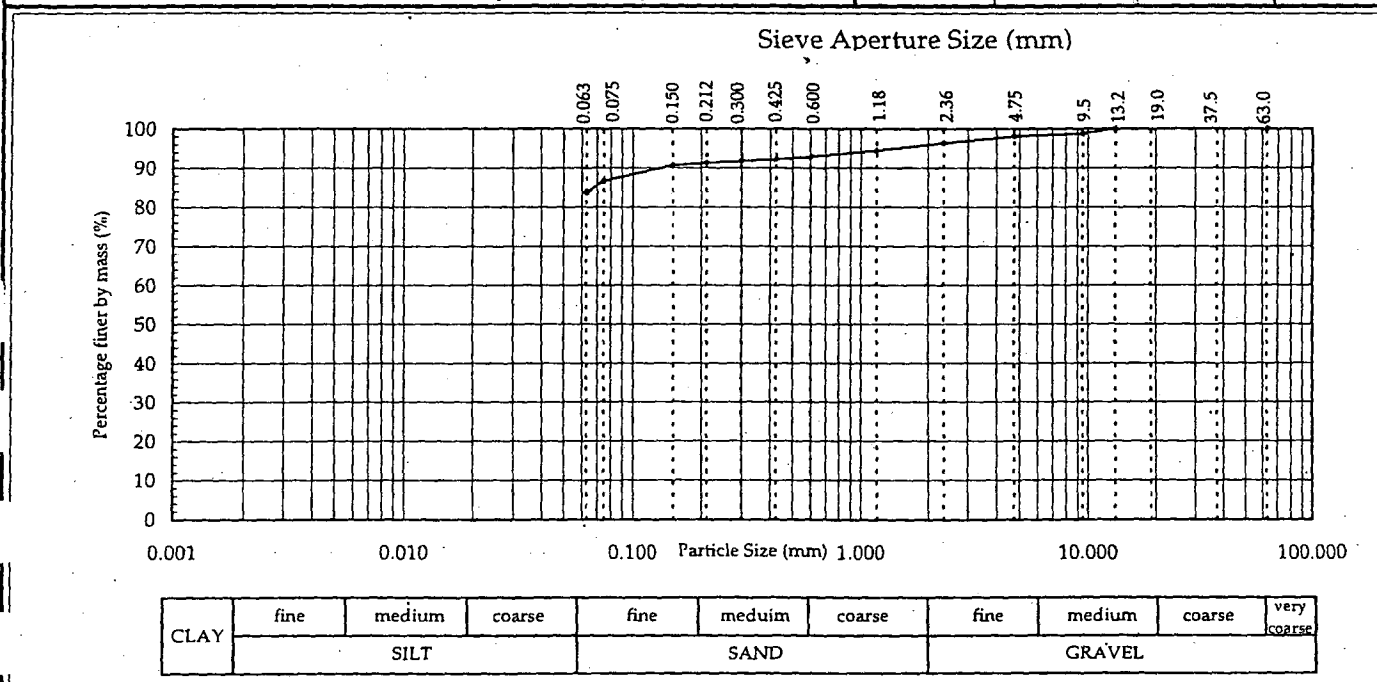 Sieve Aperture Size (mm)
0.063 0.075 0.150 0.212 0.300 0.425 0.600 1.18 2.36 4.75 9.5 13.2 19.0 37.5 63.0
Percentage finer by mass (%)
100
90
80
70
60
50
40
30
20
10
0
0.001 0.010 0.100 Particle Size (mm) 1.000 10.000 100.000
CLAY fine medium coarse fine meduim coarse fine medium coarse very coarse
SILT SAND GRAVEL